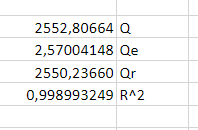 2552,80664 Q
2,57004148 Qe
2550,23660 Qr
0,998993249 R^2